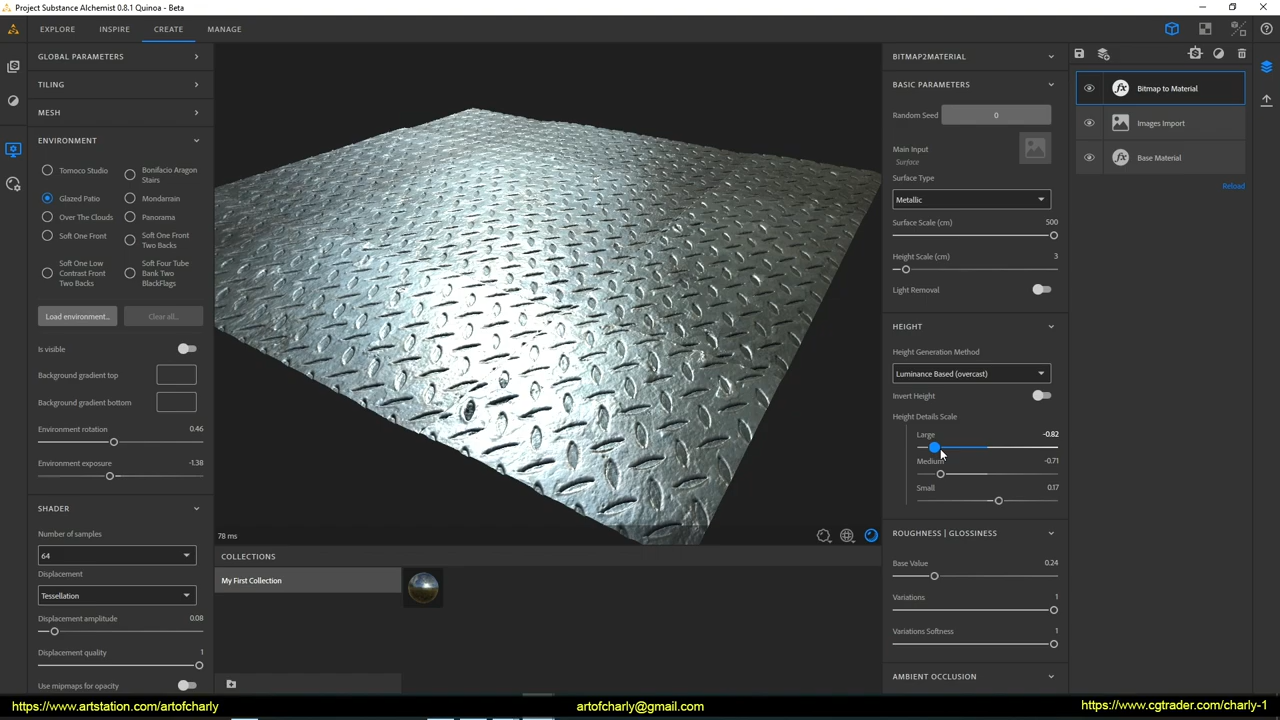 Project Substance Alchemist 0.8.1 Quinoa - Beta
EXPLORE INSPIRE CREATE MANAGE
GLOBAL PARAMETERS
TILING
MESH
ENVIRONMENT
Tomoco Studio
Bonifacio Aragon
Stairs
Glazed Patio
Mondarrain
Over The Clouds
Panorama
Soft One Front
Soft One Front
Two Backs
Soft One Low
Contrast Front
Two Backs
Soft Four Tube
Bank Two
BlackFlags
Load environment...
Clear all...
Is visible
Background gradient top
Background gradient bottom
Environment rotation 0.46
Environment exposure -1.38
SHADER
Number of samples
64
Displacement
Tessellation
Displacement amplitude 0.08
Displacement quality 1
Use mipmaps for opacity
78 ms
COLLECTIONS
My First Collection
BITMAP2MATERIAL
BASIC PARAMETERS
Random Seed 0
Main Input
Surface
Surface Type
Metallic
Surface Scale (cm) 500
Height Scale (cm) 3
Light Removal
HEIGHT
Height Generation Method
Luminance Based (overcast)
Invert Height
Height Details Scale
Large -0.82
Medium -0.71
Small 0.17
ROUGHNESS | GLOSSINESS
Base Value 0.24
Variations 1
Variations Softness 1
AMBIENT OCCLUSION
fx Bitmap to Material
Images Import
fx Base Material
Reload
https://www.artstation.com/artofcharly
artofcharly@gmail.com
https://www.cgtrader.com/charly-1